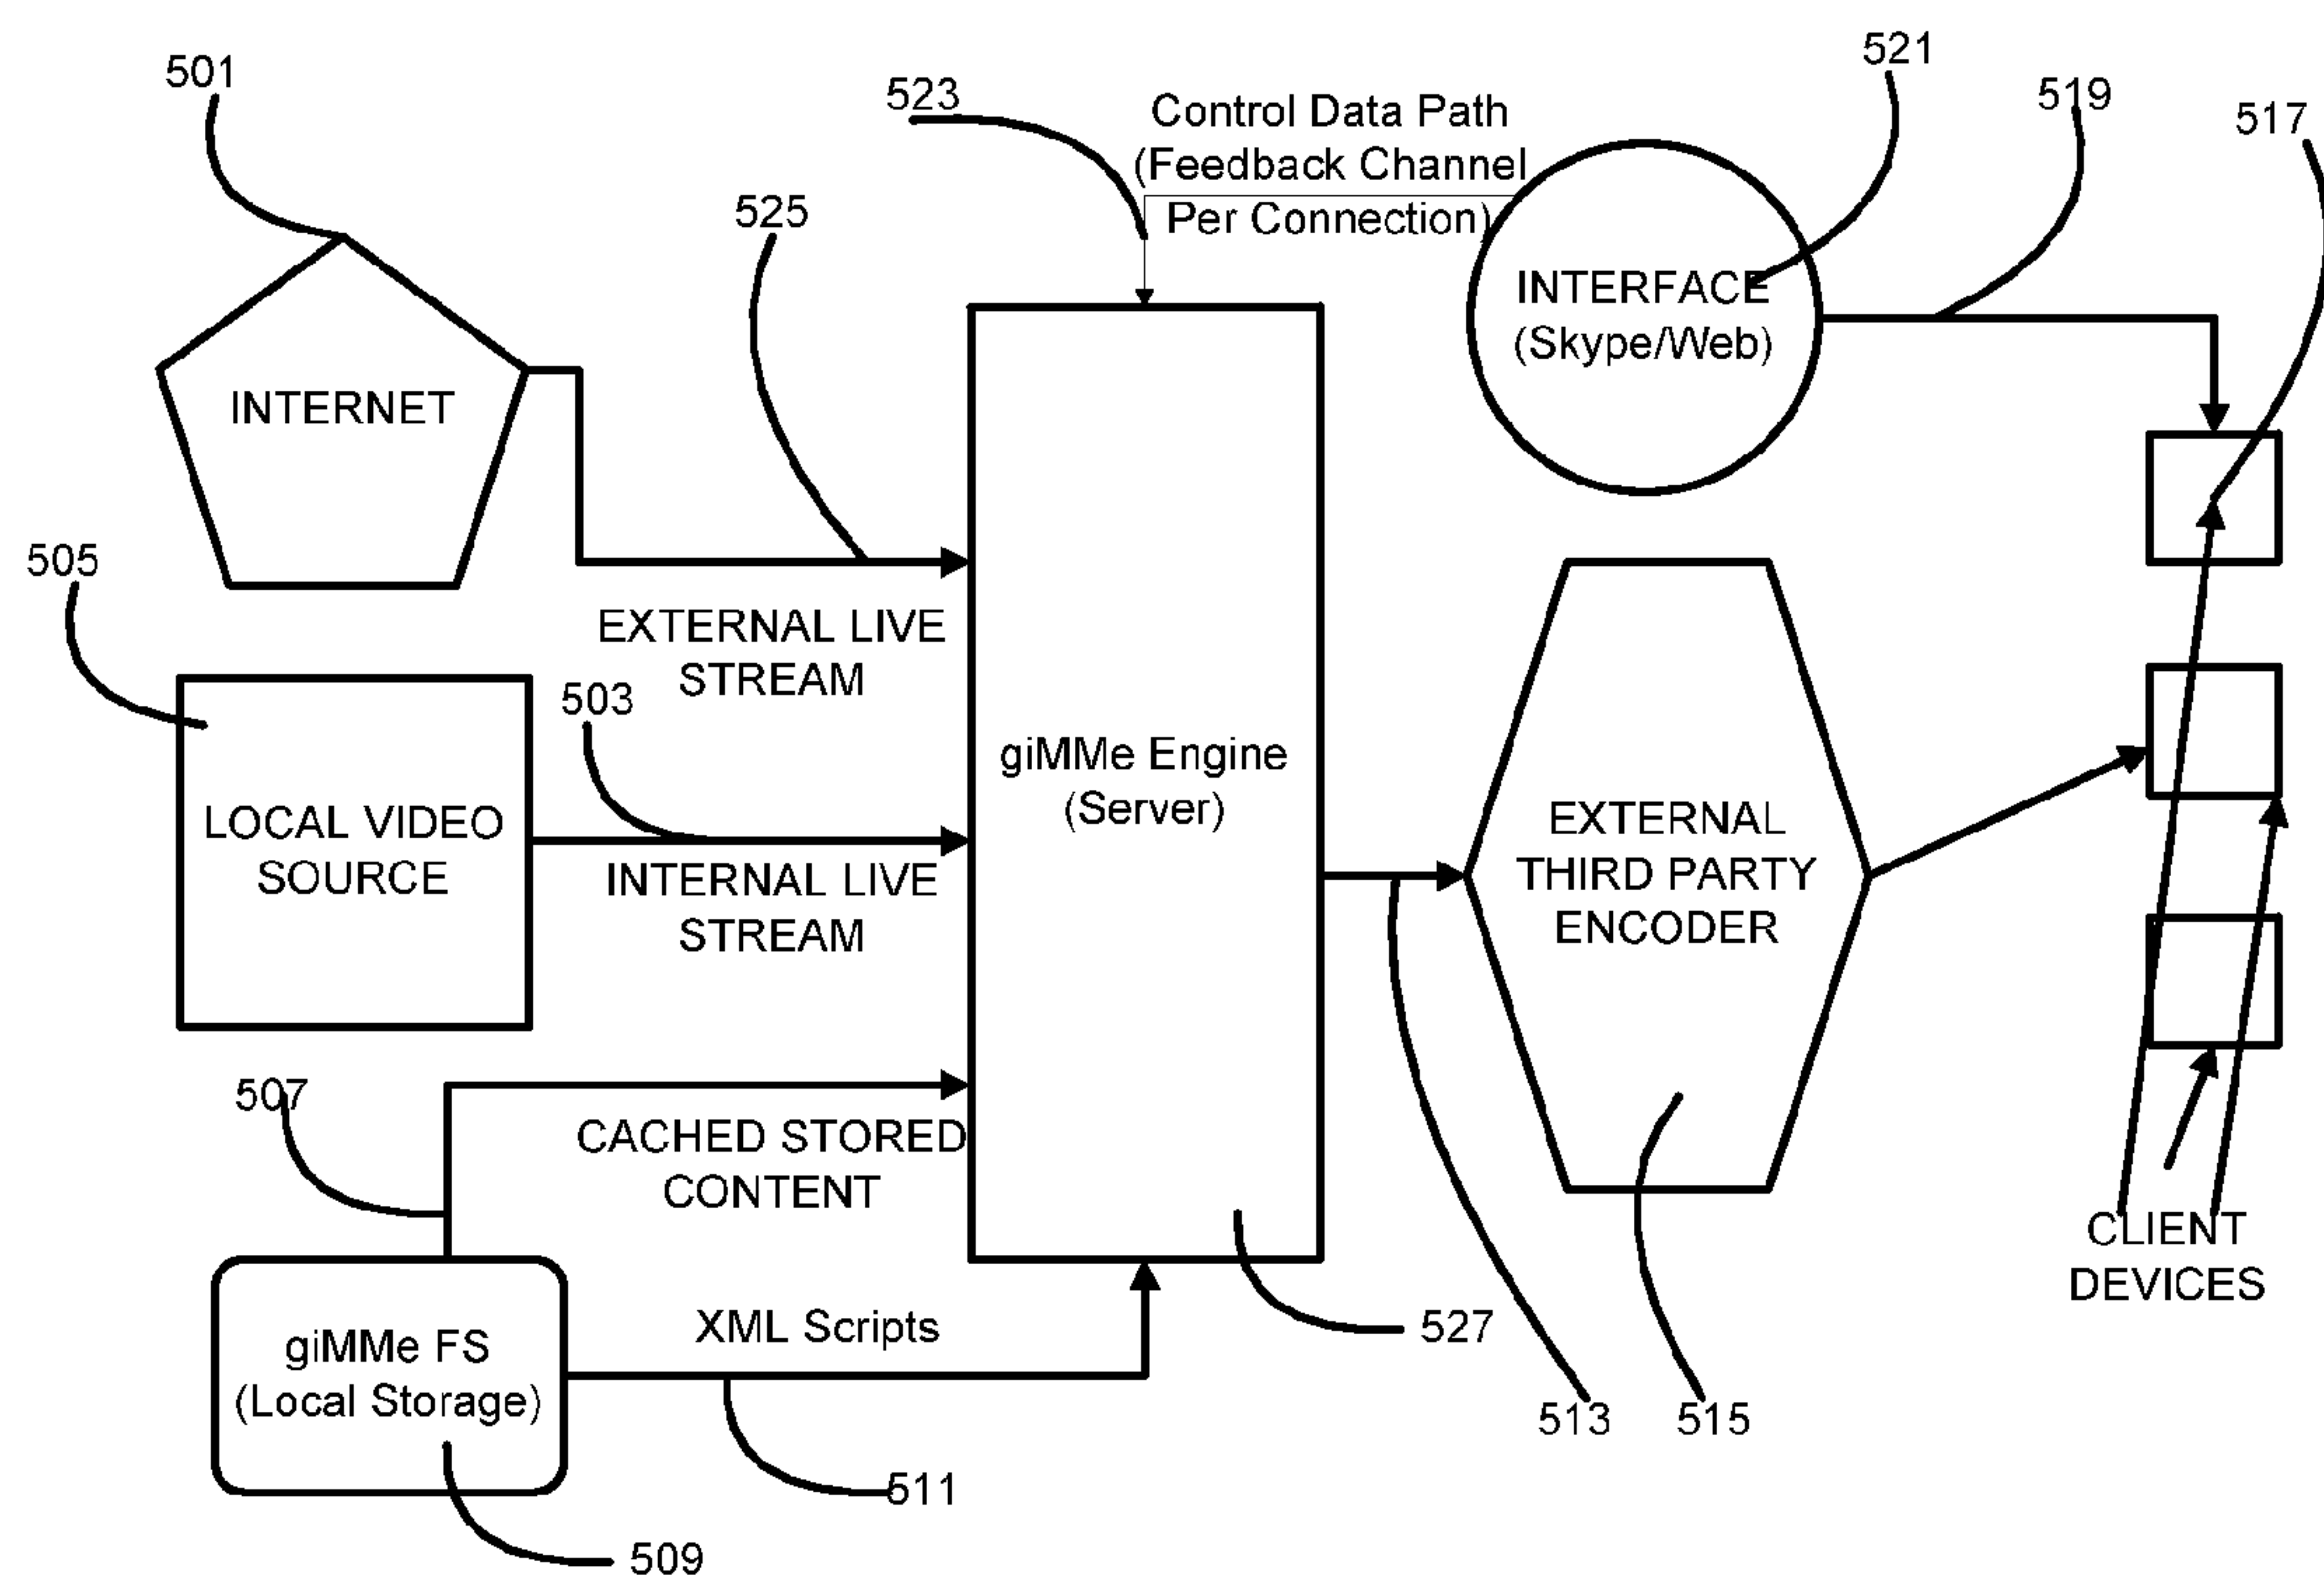 501
523
Control Data Path
(Feedback Channel
Per Connection)
521
519
517
525
INTERNET
INTERFACE
(Skype/Web)
505
EXTERNAL LIVE
STREAM
503
LOCAL VIDEO
SOURCE
INTERNAL LIVE
STREAM
giMMe Engine
(Server)
EXTERNAL
THIRD PARTY
ENCODER
507
CACHED STORED
CONTENT
CLIENT
DEVICES
giMMe FS
(Local Storage)
XML Scripts
527
513
515
511
509